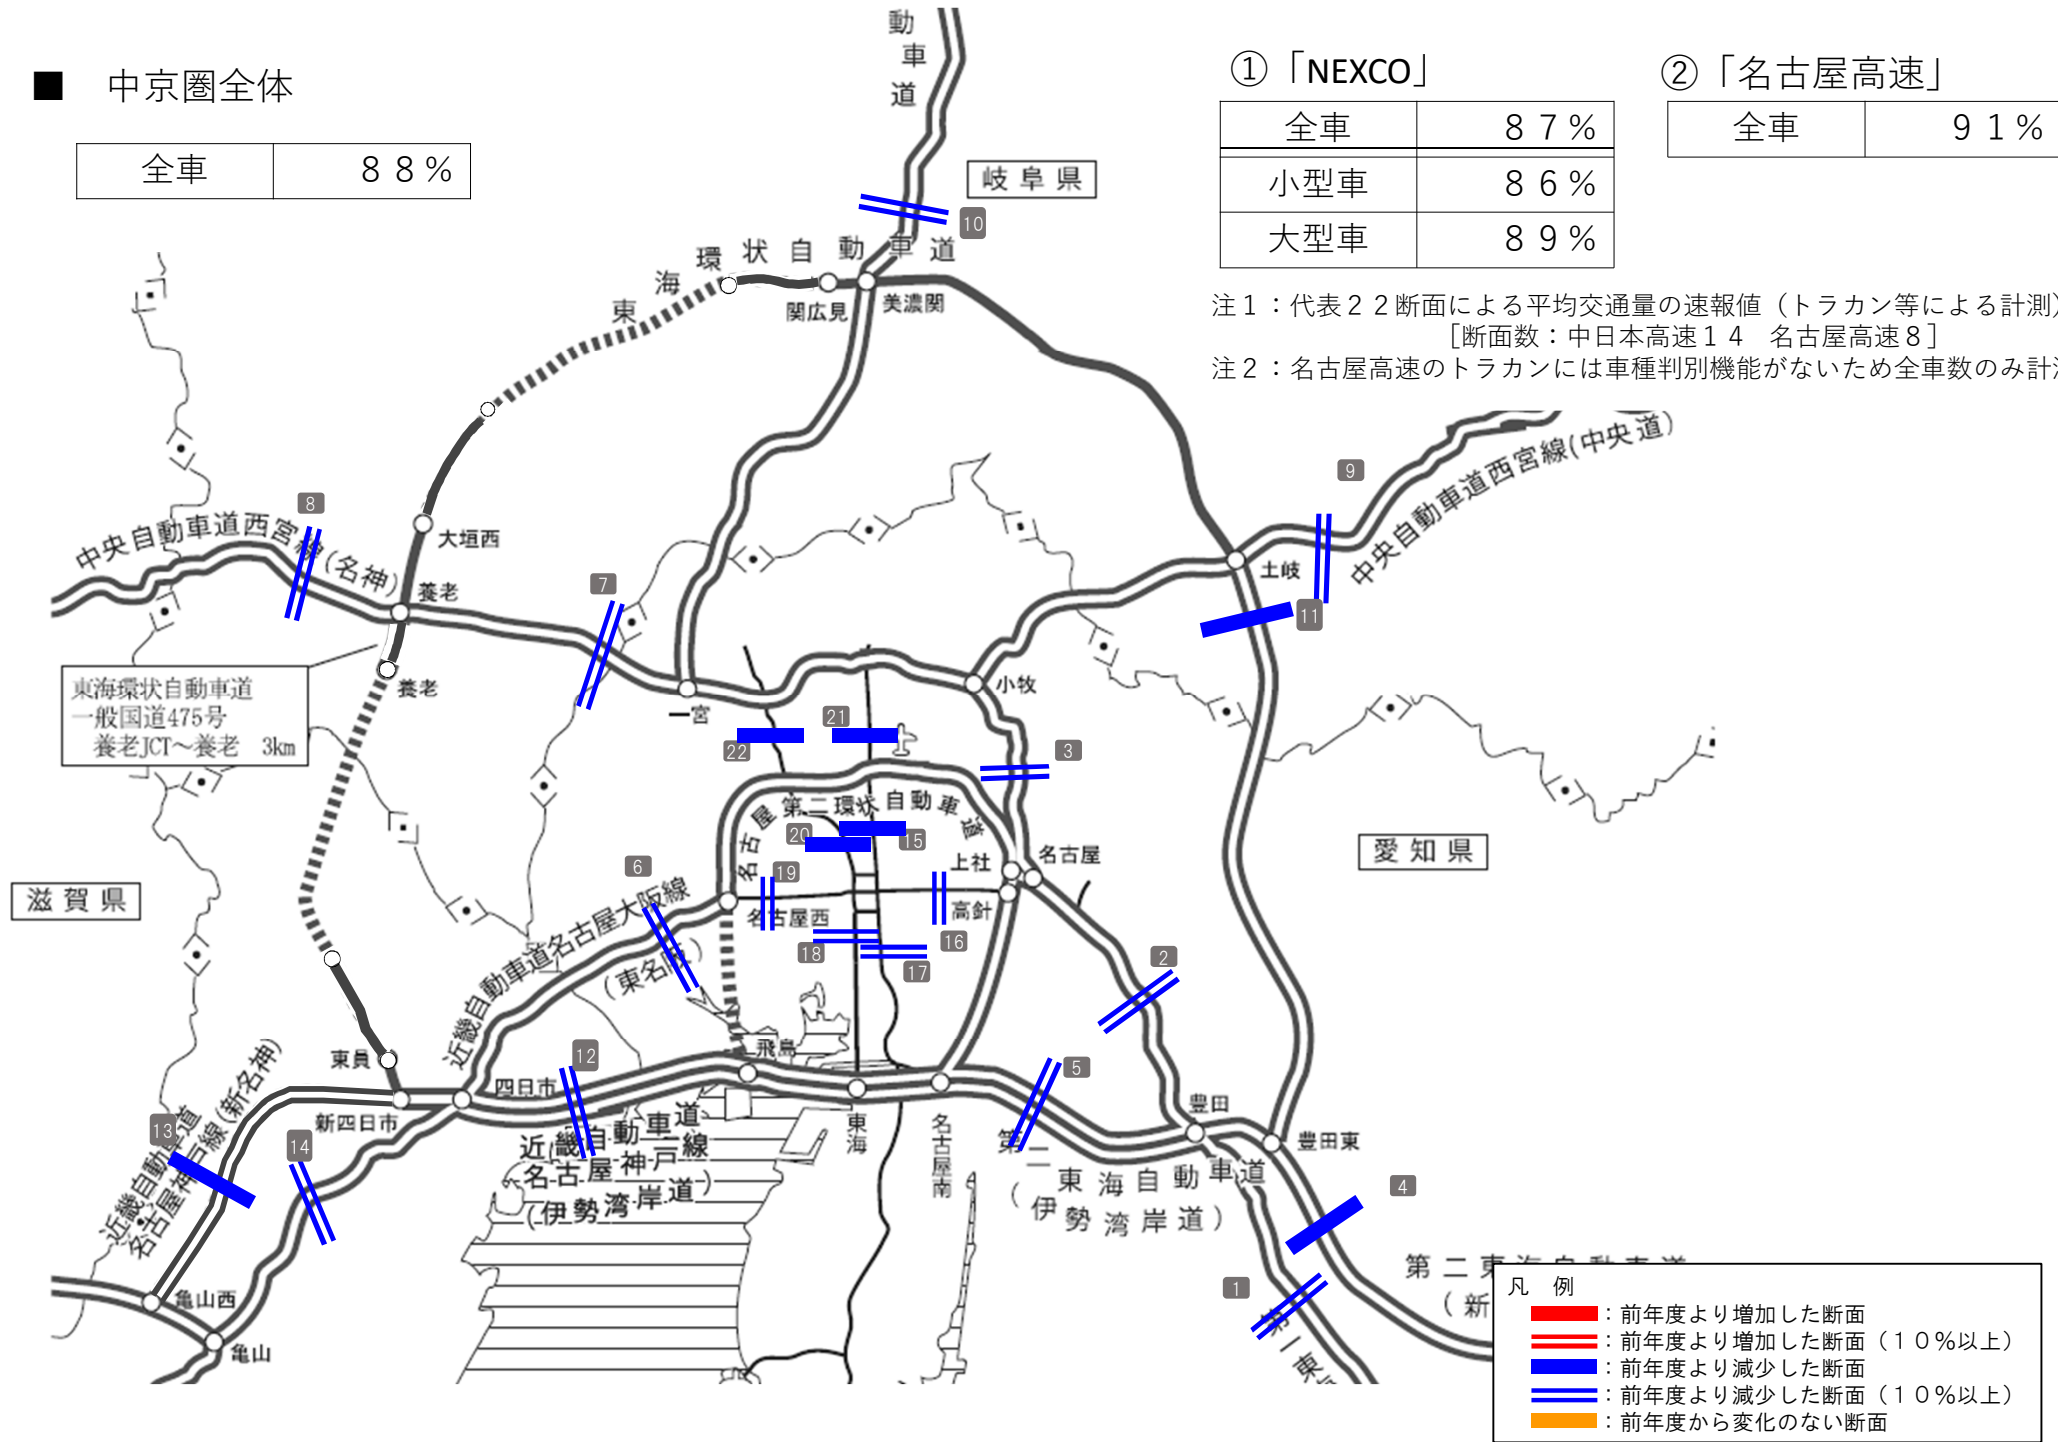 ■　中京圏全体
全車　８８％
①「NEXCO」
全車　８７％
小型車　８６％
大型車　８９％
②「名古屋高速」
全車　９１％
注１：代表２２断面による平均交通量の速報値（トラカン等による計測）
［断面数：中日本高速１４　名古屋高速８］
注２：名古屋高速のトラカンには車種判別機能がないため全車数のみ計
動車道
岐阜県
10
東海環状自動車道
関広見
美濃関
9
中央自動車道西宮線(中央道)
8
中央自動車道西宮線(名神)
大垣西
養老
7
土岐
11
東海環状自動車道
一般国道475号
養老JCT～養老　3km
養老
一宮
小牧
22
21
3
名古屋第二環状自動車道
20
15
上社
名古屋
愛知県
滋賀県
6
19
名古屋西
高針
16
18
17
2
近畿自動車道名古屋大阪線
(東名阪)
東員
飛島
12
四日市
5
新四日市
13
14
近畿自動車道
名古屋神戸線(新名神)
近畿自動車道
名古屋神戸線
(伊勢湾岸道)
東海
名古屋南
豊田
豊田東
第二東海自動車道
(伊勢湾岸道)
4
1
亀山西
亀山
第二東海自動車道
(新
第一東
凡　例
：前年度より増加した断面
：前年度より増加した断面（１０％以上）
：前年度より減少した断面
：前年度より減少した断面（１０％以上）
：前年度から変化のない断面